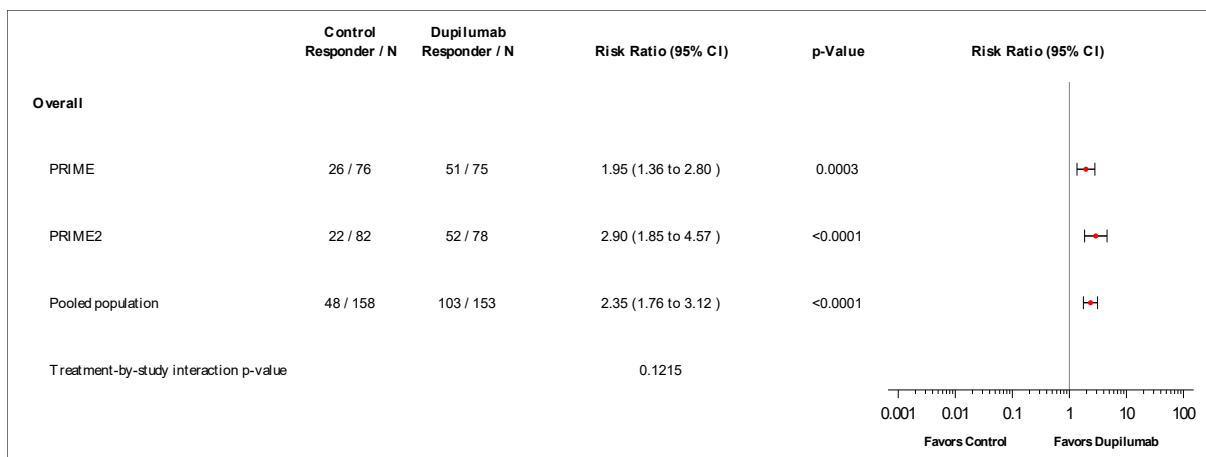 Control Dupilumab
Responder / N Responder / N Risk Ratio (95% CI) p-Value Risk Ratio (95% CI)
Overall
PRIME 26 / 76 51 / 75 1.95 (1.36 to 2.80 ) 0.0003
PRIME2 22 / 82 52 / 78 2.90 (1.85 to 4.57 ) <0.0001
Pooled population 48 / 158 103 / 153 2.35 (1.76 to 3.12 ) <0.0001
Treatment-by-study interaction p-value 0.1215
0.001 0.01 0.1 1 10 100
Favors Control Favors Dupilumab